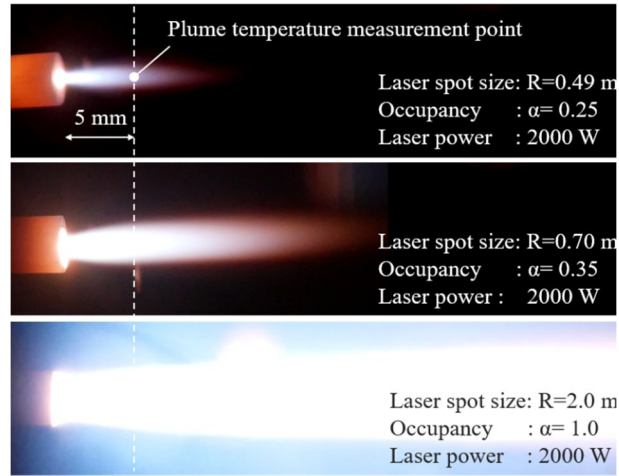 Plume temperature measurement point
5 mm
Laser spot size: R=0.49 m
Occupancy : α= 0.25
Laser power : 2000 W
Laser spot size: R=0.70 m
Occupancy : α= 0.35
Laser power : 2000 W
Laser spot size: R=2.0 m
Occupancy : α= 1.0
Laser power : 2000 W